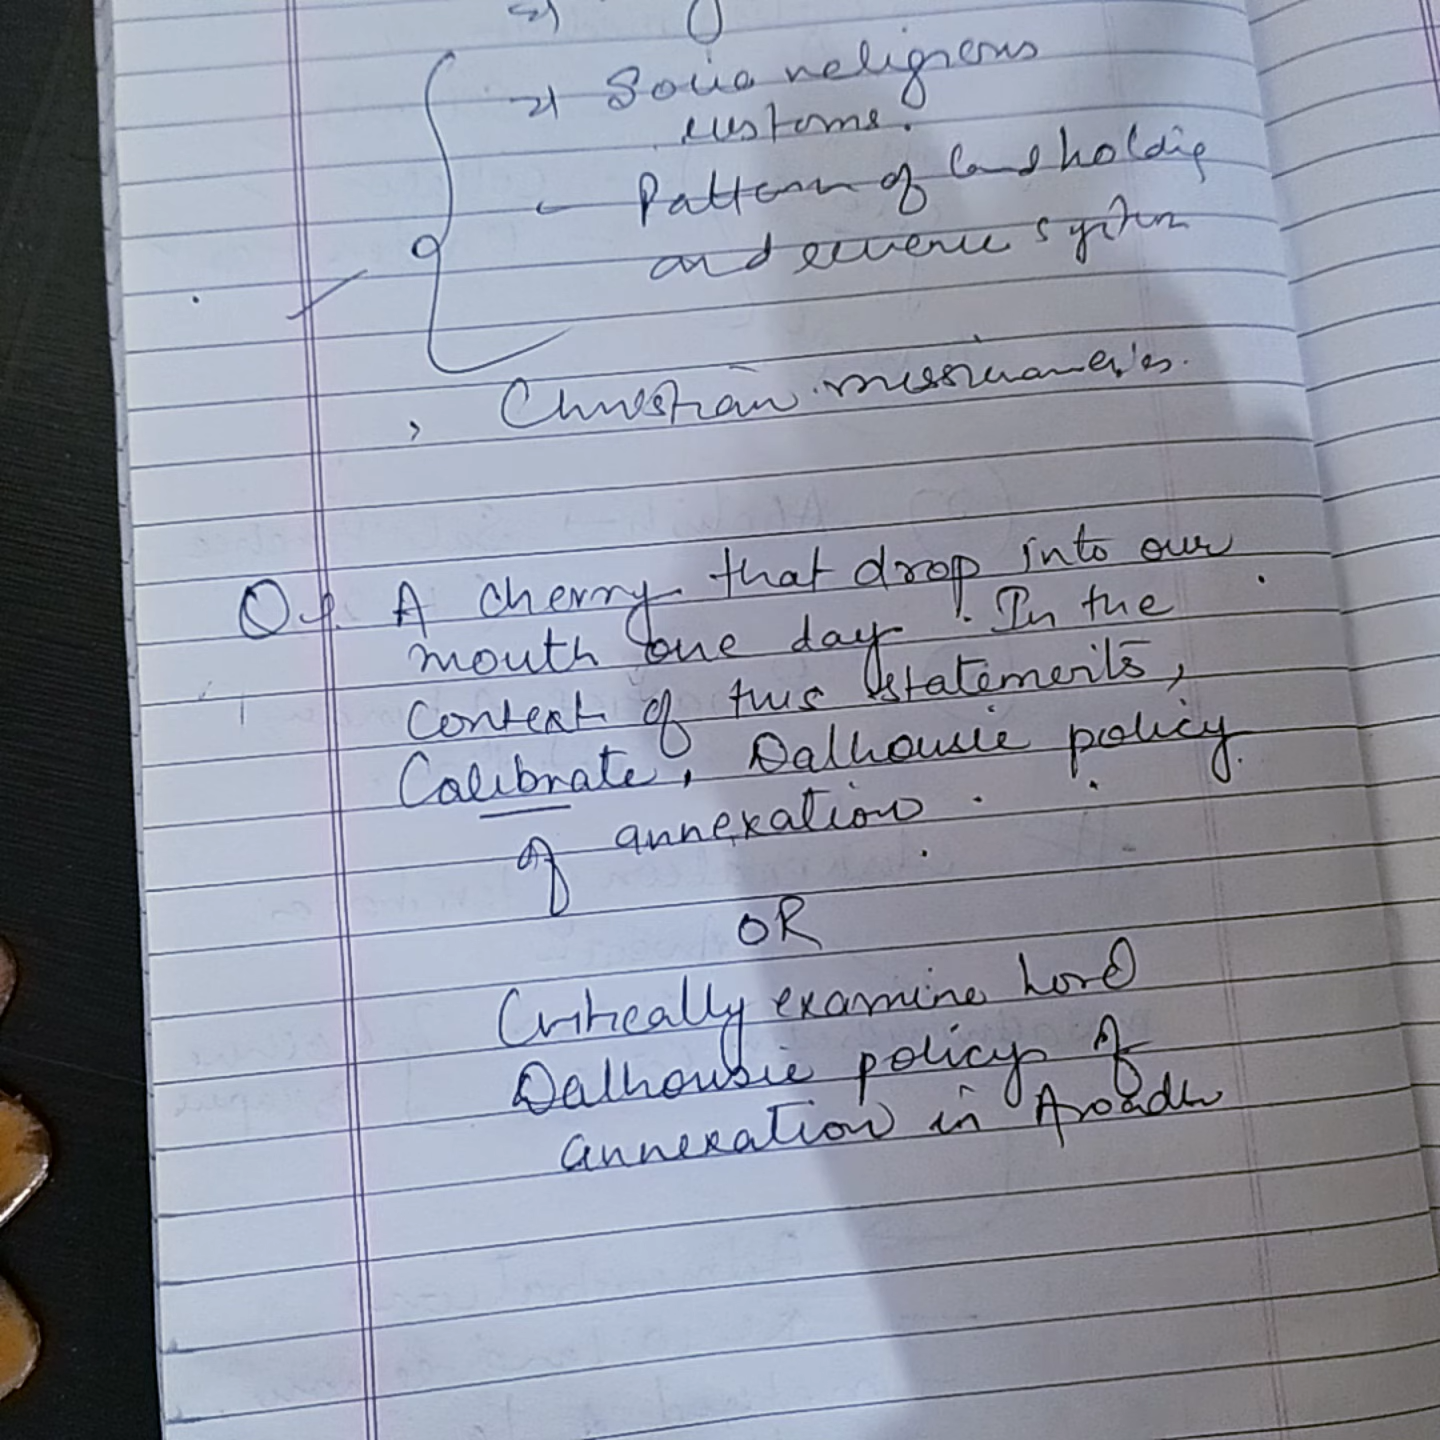 Socio religious
customs.
Pattern of land holdig
and revenue system
Christian missionaries.
Q. A cherry that drop into our
mouth one day. In the
context of this statements,
Calibrate, Dalhousie policy
of annexation.
OR
Critically examine Lord
Dalhousie policy of
annexation in Awadh